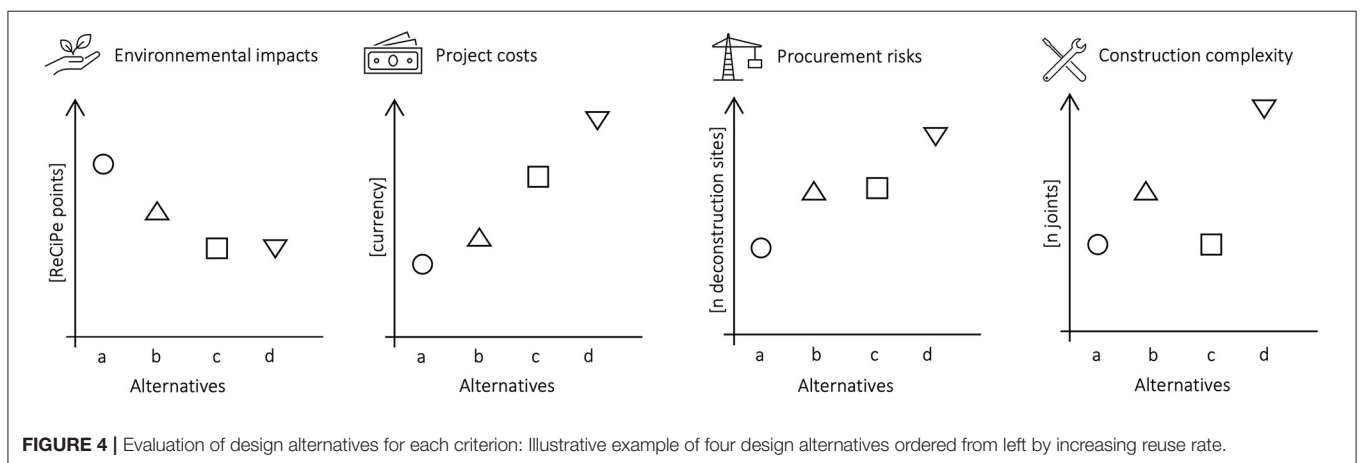 Environnemental impacts
[ReCiPe points]
a b c d
Alternatives
Project costs
[currency]
a b c d
Alternatives
Procurement risks
[n deconstruction sites]
a b c d
Alternatives
Construction complexity
[n joints]
a b c d
Alternatives
FIGURE 4 | Evaluation of design alternatives for each criterion: Illustrative example of four design alternatives ordered from left by increasing reuse rate.